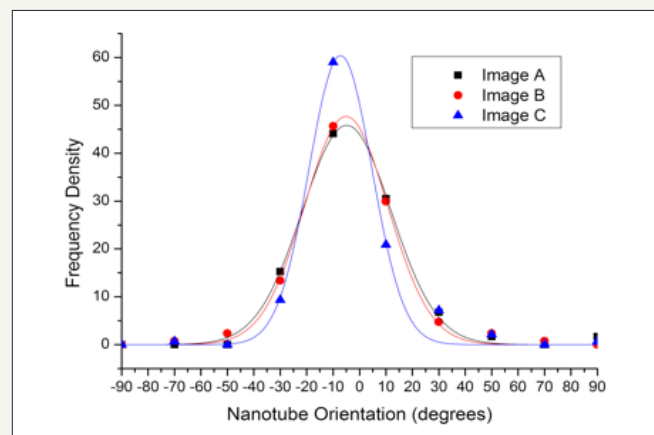 60
50
40
30
20
10
0
Frequency Density
Image A
Image B
Image C
-90 -80 -70 -60 -50 -40 -30 -20 -10 0 10 20 30 40 50 60 70 80 90
Nanotube Orientation (degrees)